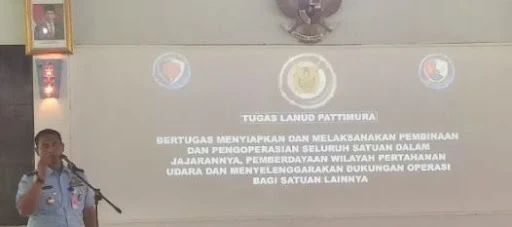 TUGAS LANUD PATTIMURA
BERTUGAS MENYIAPKAN DAN MELAKSANAKAN PEMBINAAN
DAN PENGOPERASIAN SELURUH SATUAN DALAM
JAJARANNYA, PEMBERDAYAAN WILAYAH PERTAHANAN
UDARA DAN MENYELENGGARAKAN DUKUNGAN OPERASI
BAGI SATUAN LAINNYA